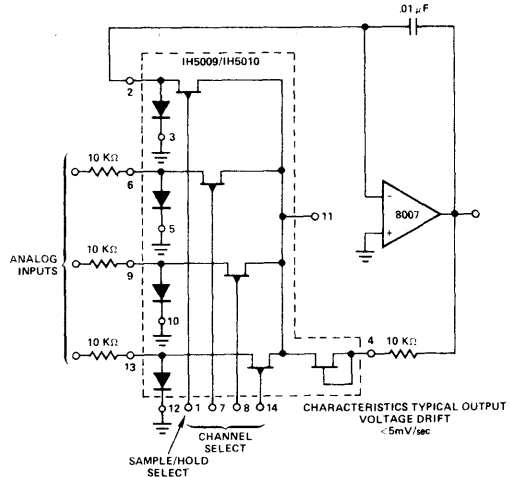 .01 μF
IH5009/IH5010
2
3
10 KΩ
6
5
11
8007
-
+
ANALOG
INPUTS
10 KΩ
9
10
4
10 KΩ
10 KΩ
13
12
1
7
8
14
CHARACTERISTICS TYPICAL OUTPUT
VOLTAGE DRIFT
<5mV/sec
CHANNEL
SELECT
SAMPLE/HOLD
SELECT